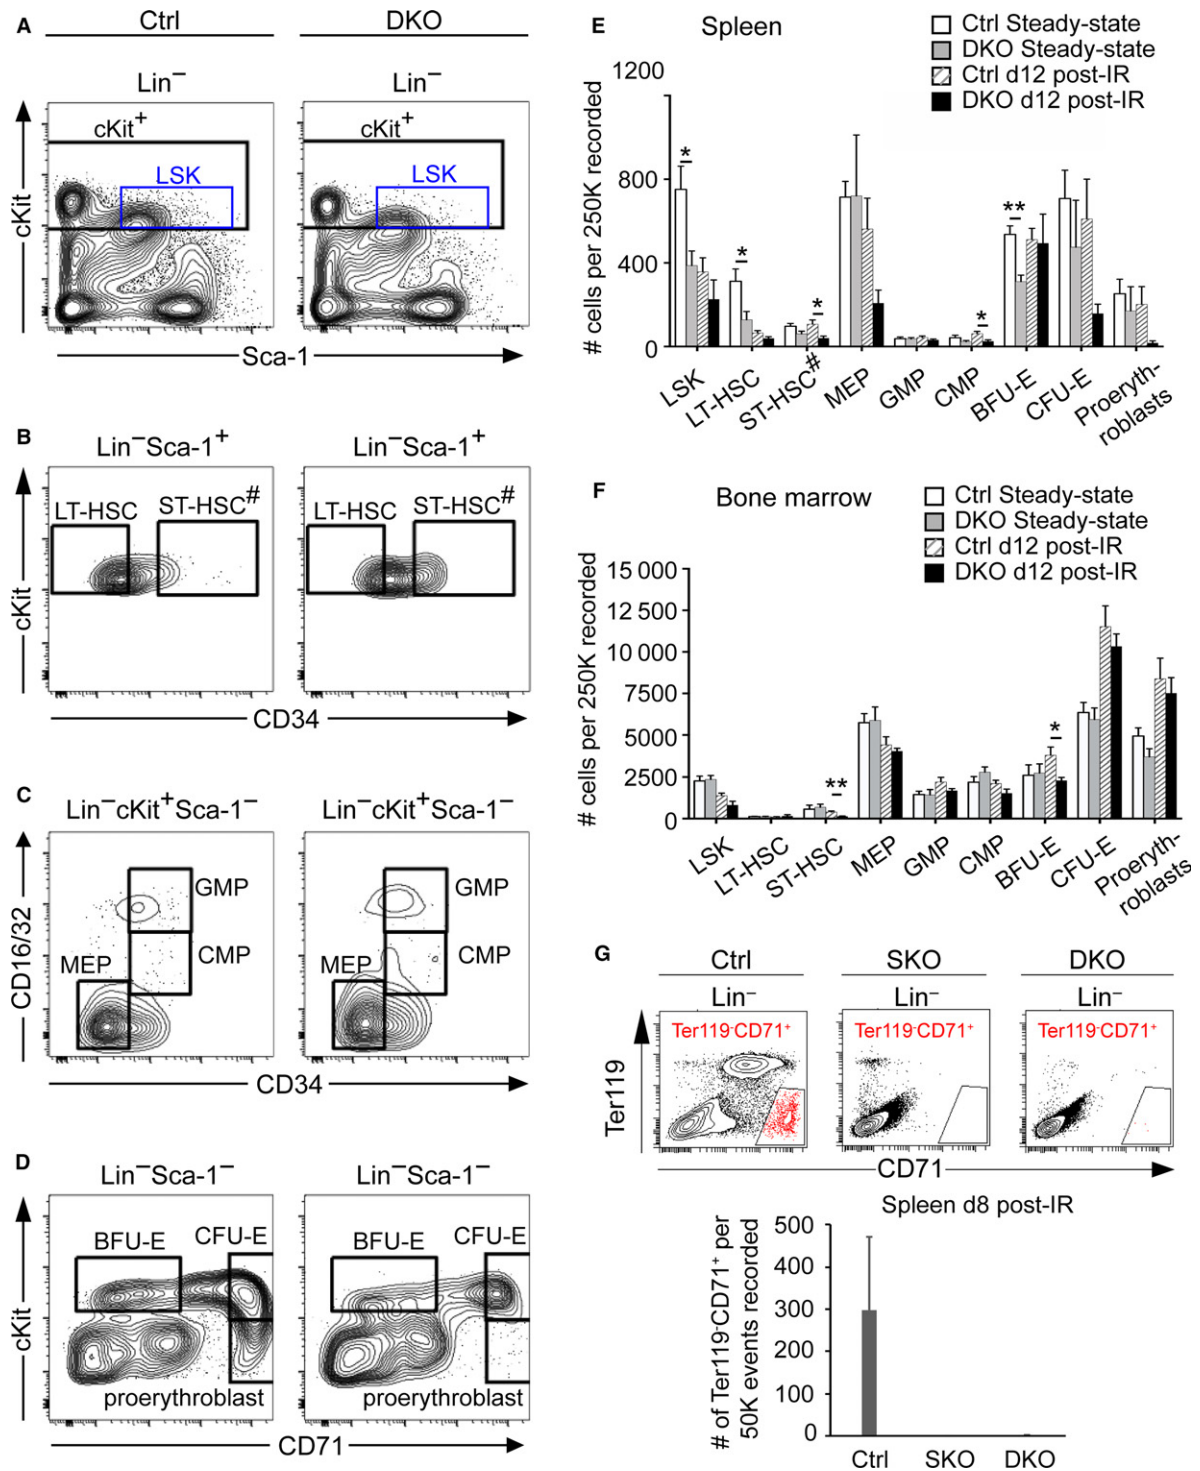 A
Ctrl
DKO
Lin⁻
Lin⁻
cKit⁺
cKit⁺
LSK
LSK
cKit
Sca-1
B
Lin⁻Sca-1⁺
Lin⁻Sca-1⁺
LT-HSC
ST-HSC#
LT-HSC
ST-HSC#
cKit
CD34
C
Lin⁻cKit⁺Sca-1⁻
Lin⁻cKit⁺Sca-1⁻
GMP
GMP
CMP
CMP
MEP
MEP
CD16/32
CD34
D
Lin⁻Sca-1⁻
Lin⁻Sca-1⁻
BFU-E
CFU-E
BFU-E
CFU-E
proerythroblast
proerythroblast
cKit
CD71
E
Spleen
Ctrl Steady-state
DKO Steady-state
Ctrl d12 post-IR
DKO d12 post-IR
# cells per 250K recorded
1200
800
400
0
*
*
*
*
**
LSK
LT-HSC
ST-HSC#
MEP
GMP
CMP
BFU-E
CFU-E
Proeryth-
roblasts
F
Bone marrow
Ctrl Steady-state
DKO Steady-state
Ctrl d12 post-IR
DKO d12 post-IR
# cells per 250K recorded
15 000
12 500
10 000
7500
5000
2500
0
**
*
LSK
LT-HSC
ST-HSC
MEP
GMP
CMP
BFU-E
CFU-E
Proeryth-
roblasts
G
Ctrl
SKO
DKO
Lin⁻
Lin⁻
Lin⁻
Ter119⁻CD71⁺
Ter119⁻CD71⁺
Ter119⁻CD71⁺
Ter119
CD71
Spleen d8 post-IR
# of Ter119⁻CD71⁺ per
50K events recorded
500
400
300
200
100
0
Ctrl
SKO
DKO